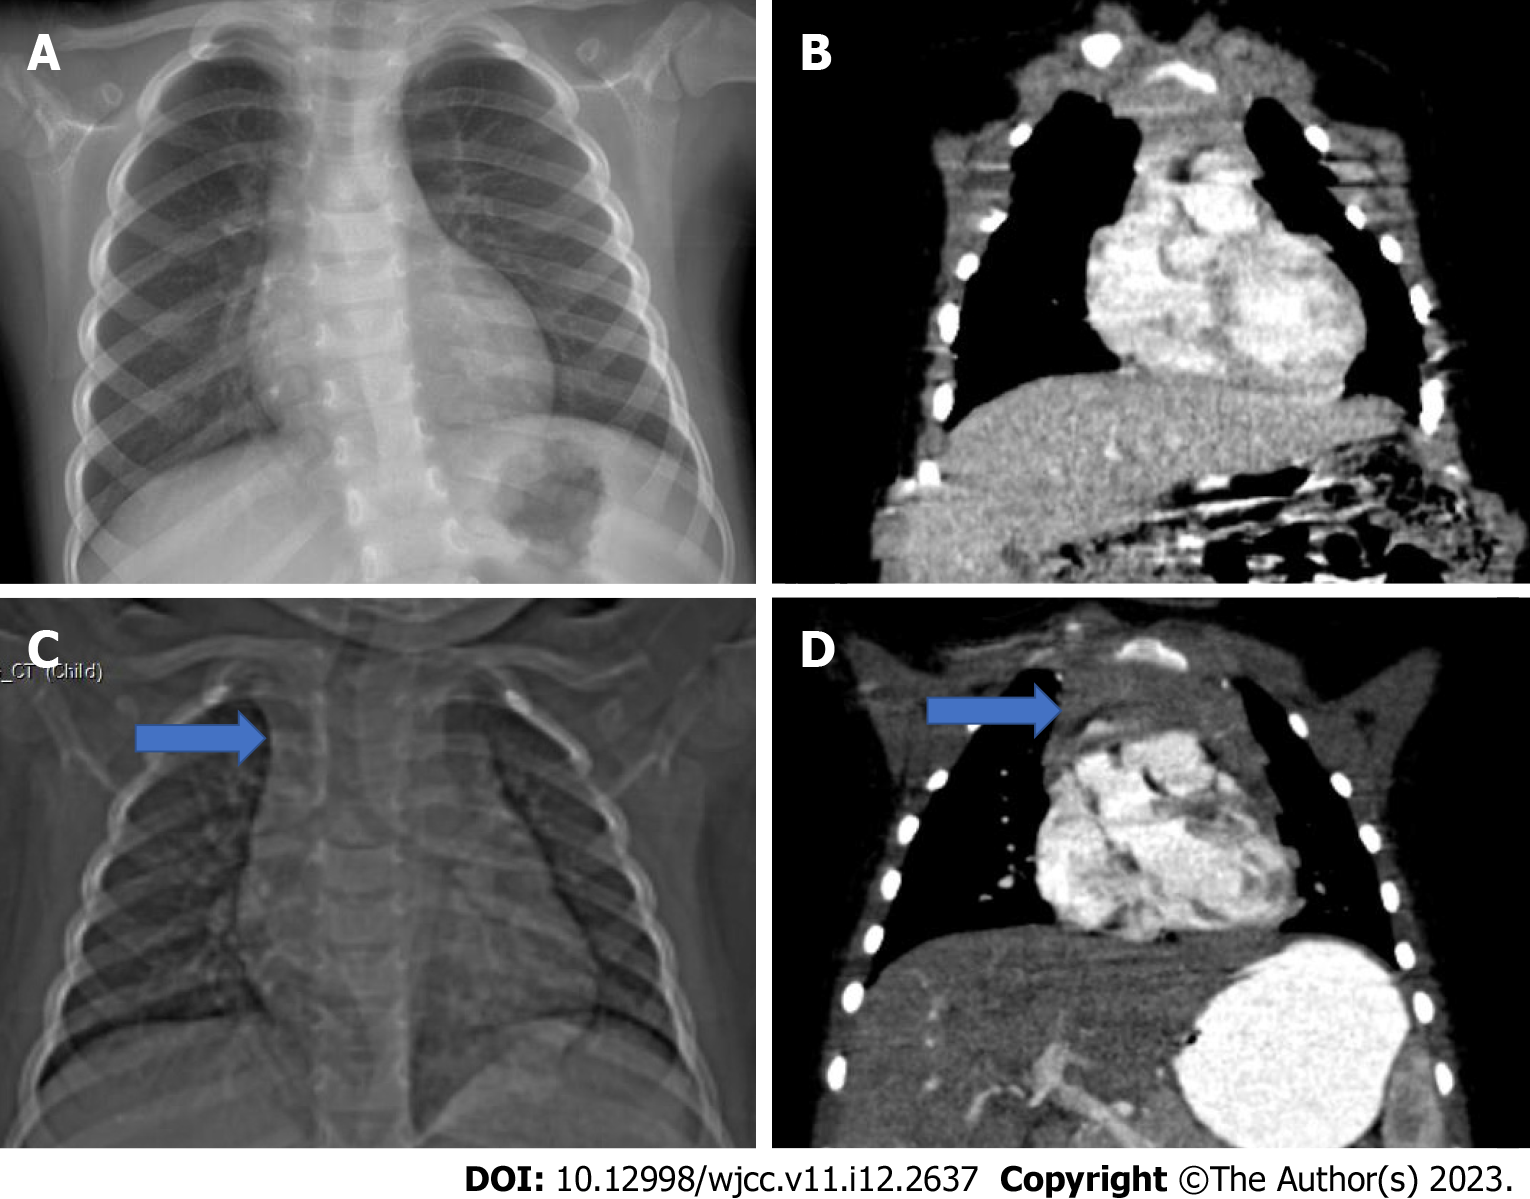 A
B
C
_CT (Child)
D
DOI: 10.12998/wjcc.v11.i12.2637 Copyright ©The Author(s) 2023.